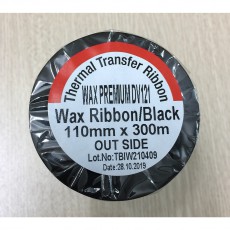 Thermal Transfer Ribbon
WAX PREMIUM DV121
Wax Ribbon/Black
110mm x 300m
OUT SIDE
Lot.No:TBIW210409
Date:28.10.2019